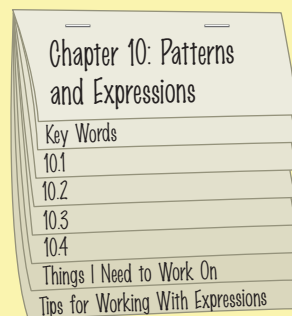 Chapter 10: Patterns
and Expressions
Key Words
10.1
10.2
10.3
10.4
Things I Need to Work On
Tips for Working With Expressions